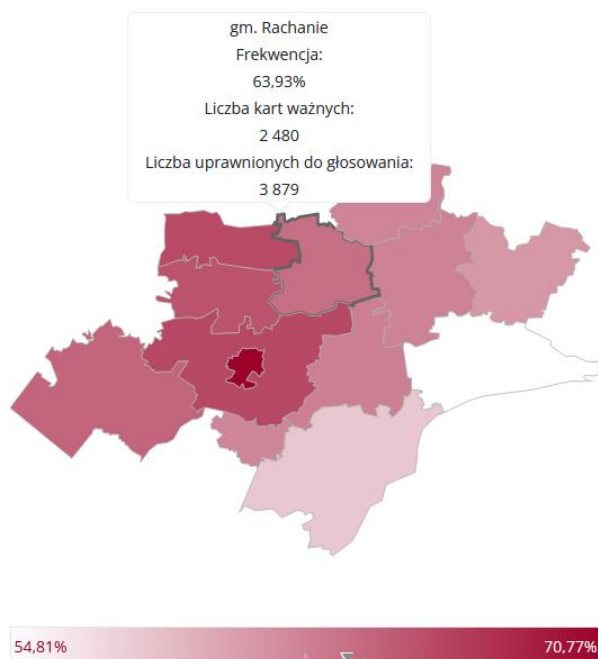 gm. Rachanie
Frekwencja:
63,93%
Liczba kart ważnych:
2 480
Liczba uprawnionych do głosowania:
3 879
54,81%
70,77%